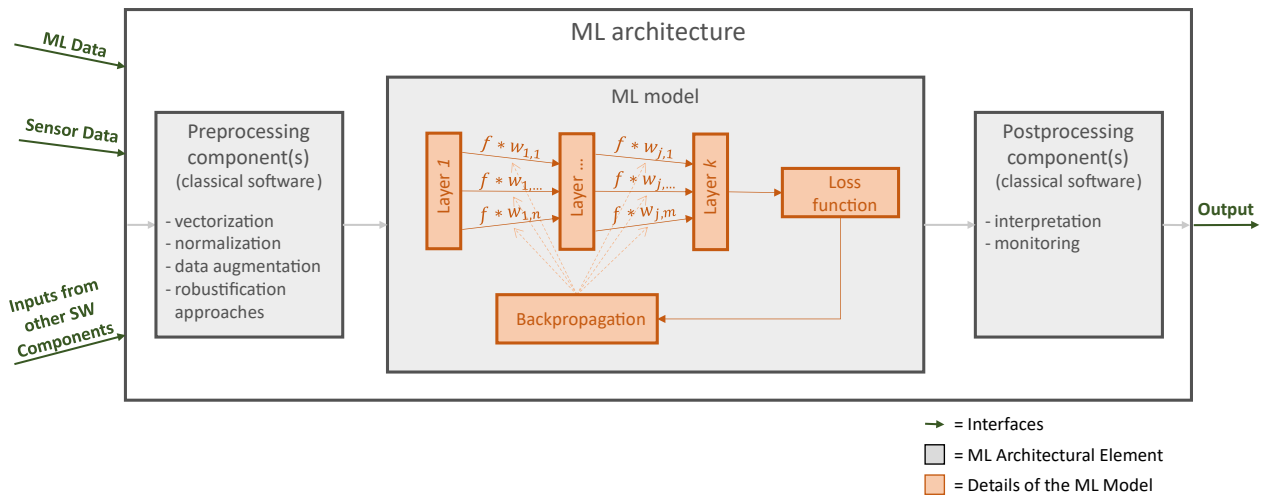 ML architecture
ML Data
Sensor Data
Inputs from
other SW
Components
Preprocessing
component(s)
(classical software)
- vectorization
- normalization
- data augmentation
- robustification
approaches
ML model
Layer 1
f * w1,1
f * w1,...
f * w1,n
Layer ...
f * wj,1
f * wj,...
f * wj,m
Layer k
Loss
function
Backpropagation
Postprocessing
component(s)
(classical software)
- interpretation
- monitoring
Output
= Interfaces
= ML Architectural Element
= Details of the ML Model